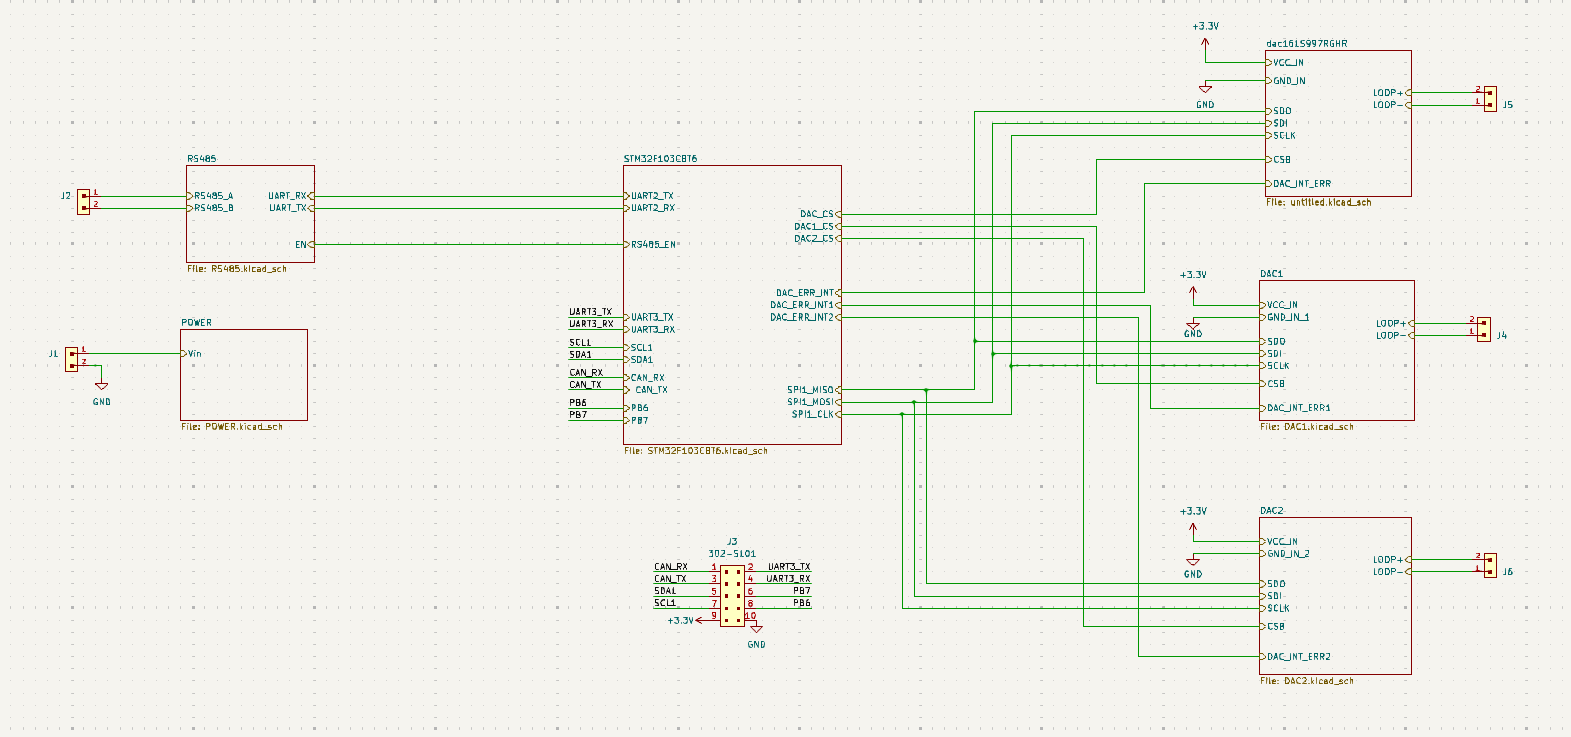 RS485
J2
1
2
RS485_A
RS485_B
UART_RX
UART_TX
EN
File: RS485.kicad_sch
POWER
J1
1
2
Vin
GND
File: POWER.kicad_sch
STM32F103CBT6
UART2_TX
UART2_RX
RS485_EN
UART3_TX
UART3_RX
SCL1
SDA1
CAN_RX
CAN_TX
PB6
PB7
UART3_TX
UART3_RX
SCL1
SDA1
CAN_RX
CAN_TX
PB6
PB7
DAC_CS
DAC1_CS
DAC2_CS
DAC_ERR_INT
DAC_ERR_INT1
DAC_ERR_INT2
SPI1_MISO
SPI1_MOSI
SPI1_CLK
File: STM32F103CBT6.kicad_sch
J3
302-S101
CAN_RX 1 2 UART3_TX
CAN_TX 3 4 UART3_RX
SDA1 5 6 PB7
SCL1 7 8 PB6
+3.3V 9 10
GND
+3.3V
GND
dac161S997RGHR
VCC_IN
GND_IN
SDO
SDI
SCLK
CSB
DAC_INT_ERR
LOOP+
LOOP-
2
1
J5
File: untitled.kicad_sch
+3.3V
GND
DAC1
VCC_IN
GND_IN_1
SDO
SDI
SCLK
CSB
DAC_INT_ERR1
LOOP+
LOOP-
2
1
J4
File: DAC1.kicad_sch
+3.3V
GND
DAC2
VCC_IN
GND_IN_2
SDO
SDI
SCLK
CSB
DAC_INT_ERR2
LOOP+
LOOP-
2
1
J6
File: DAC2.kicad_sch